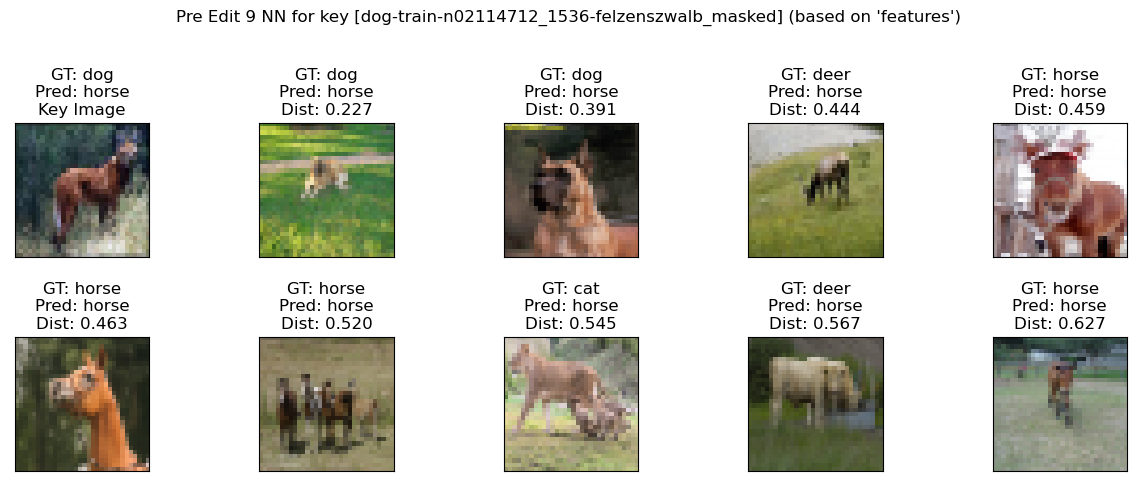 Pre Edit 9 NN for key [dog-train-n02114712_1536-felzenszwalb_masked] (based on 'features')
GT: dog
Pred: horse
Key Image
GT: dog
Pred: horse
Dist: 0.227
GT: dog
Pred: horse
Dist: 0.391
GT: deer
Pred: horse
Dist: 0.444
GT: horse
Pred: horse
Dist: 0.459
GT: horse
Pred: horse
Dist: 0.463
GT: horse
Pred: horse
Dist: 0.520
GT: cat
Pred: horse
Dist: 0.545
GT: deer
Pred: horse
Dist: 0.567
GT: horse
Pred: horse
Dist: 0.627